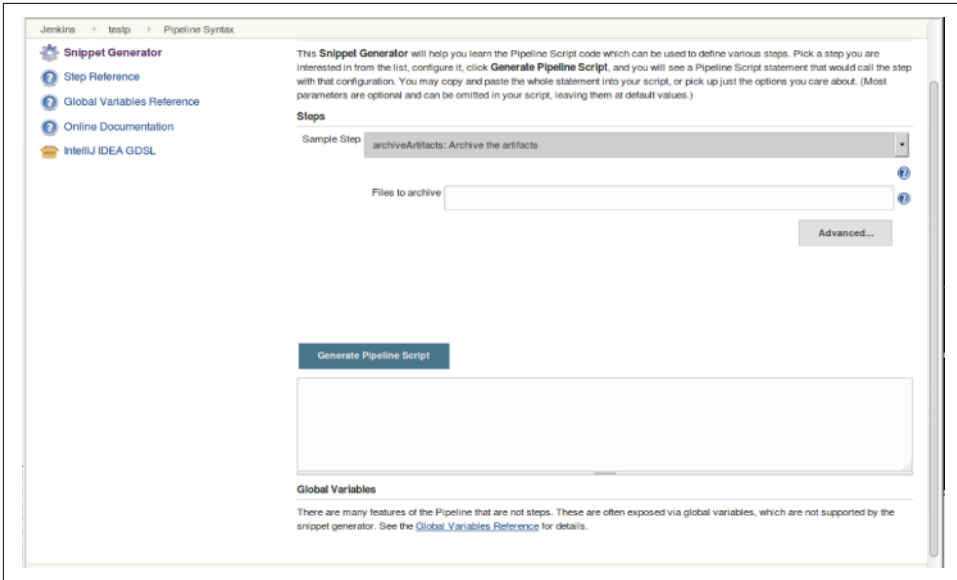 Jenkins > testp > Pipeline Syntax
Snippet Generator
Step Reference
Global Variables Reference
Online Documentation
IntelliJ IDEA GDSL
This Snippet Generator will help you learn the Pipeline Script code which can be used to define various steps. Pick a step you are
interested in from the list, configure it, click Generate Pipeline Script, and you will see a Pipeline Script statement that would call the step
with that configuration. You may copy and paste the whole statement into your script, or pick up just the options you care about. (Most
parameters are optional and can be omitted in your script, leaving them at default values.)
Steps
Sample Step
archiveArtifacts: Archive the artifacts
Files to archive
Advanced...
Generate Pipeline Script
Global Variables
There are many features of the Pipeline that are not steps. These are often exposed via global variables, which are not supported by the
snippet generator. See the Global Variables Reference for details.